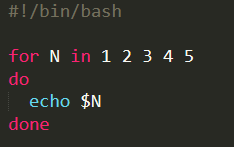 #!/bin/bash

for N in 1 2 3 4 5
do
  echo $N
done